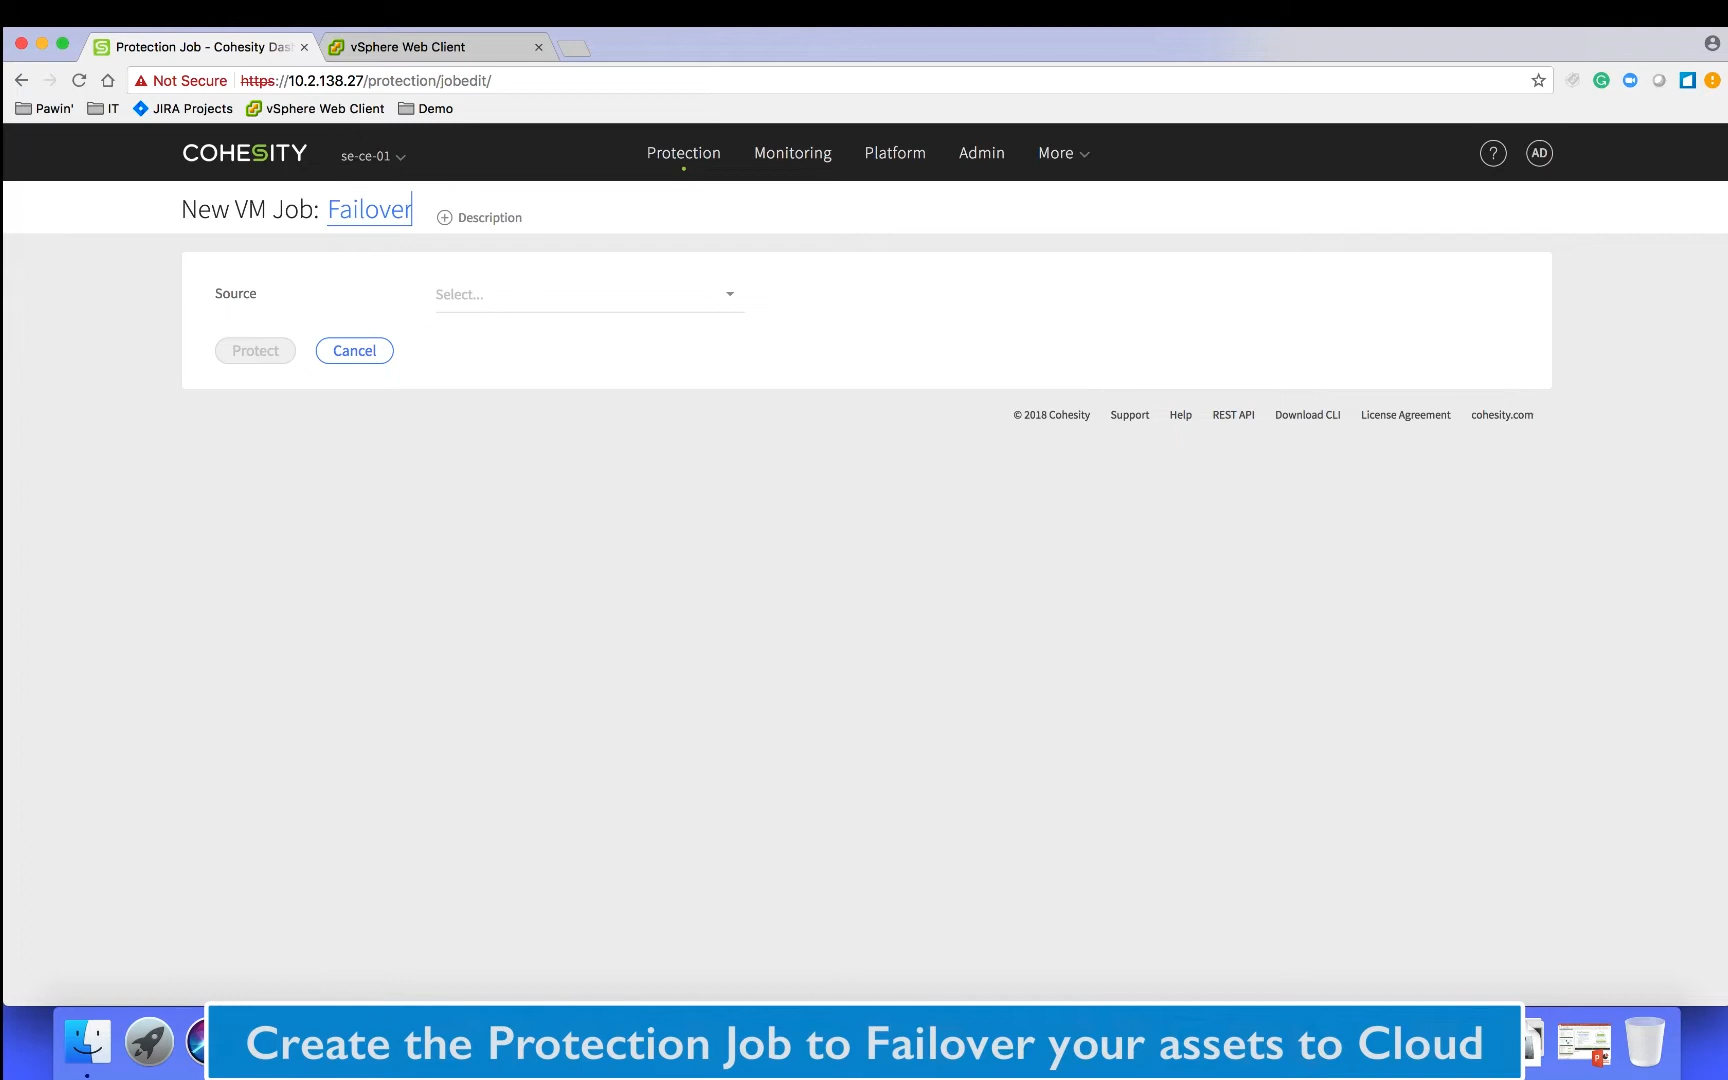 Protection Job - Cohesity Das
vSphere Web Client
Not Secure https://10.2.138.27/protection/jobedit/
Pawin' IT JIRA Projects vSphere Web Client Demo
COHESITY se-ce-01 Protection Monitoring Platform Admin More ? AD
New VM Job: Failover Description
Source Select...
Protect Cancel
© 2018 Cohesity Support Help REST API Download CLI License Agreement cohesity.com
Create the Protection Job to Failover your assets to Cloud